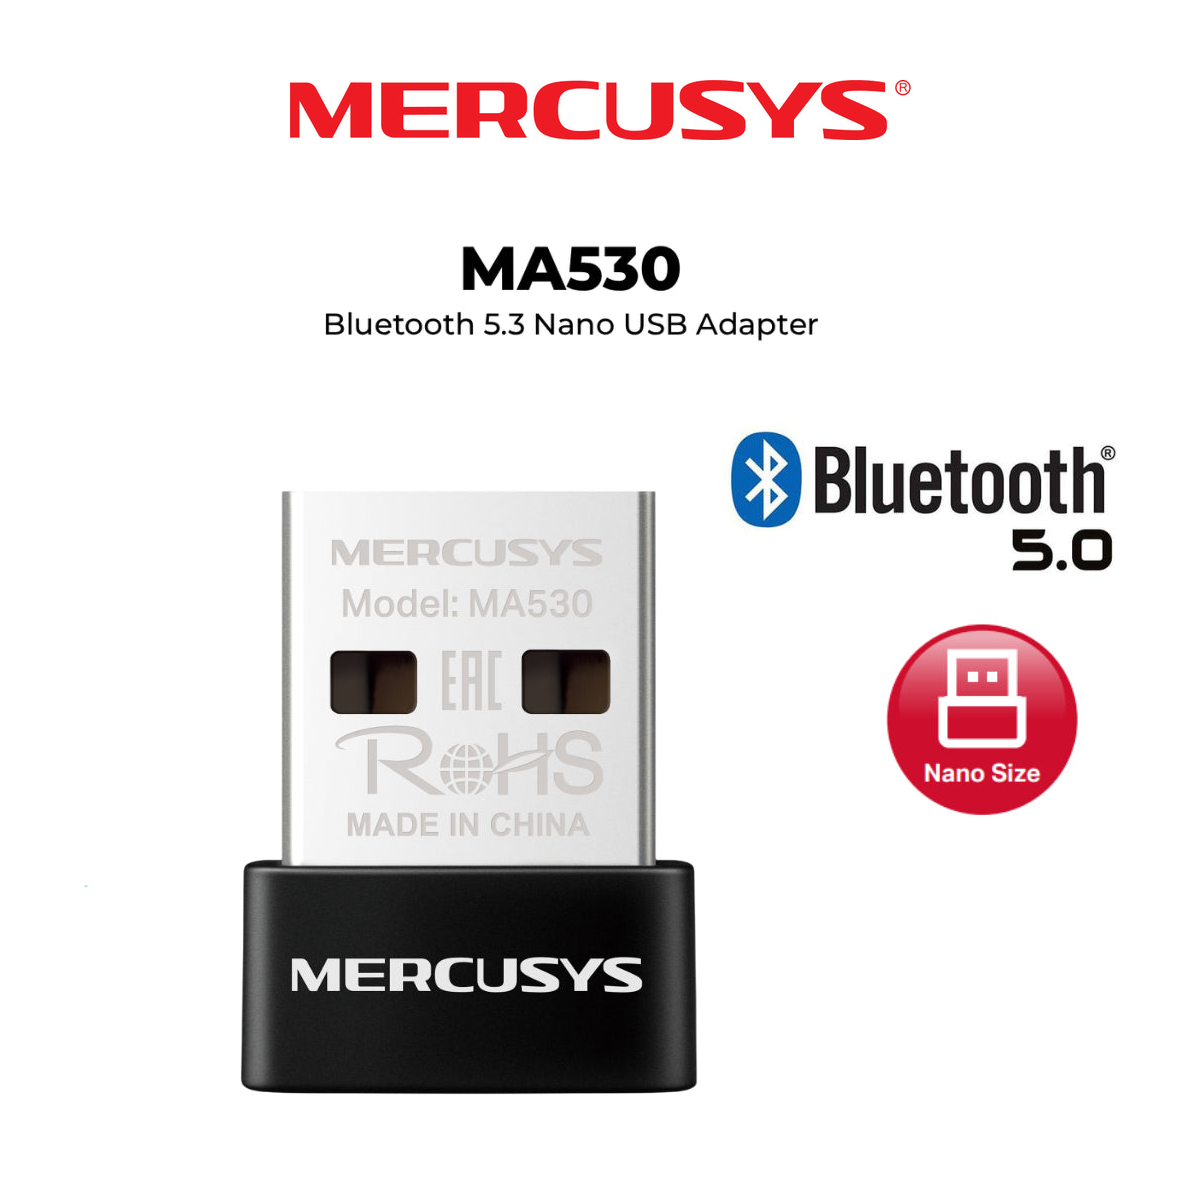 MERCUSYS®
MA530
Bluetooth 5.3 Nano USB Adapter
Bluetooth®
5.0
MERCUSYS
Model: MA530
EAC
RoHS
MADE IN CHINA
Nano Size
MERCUSYS